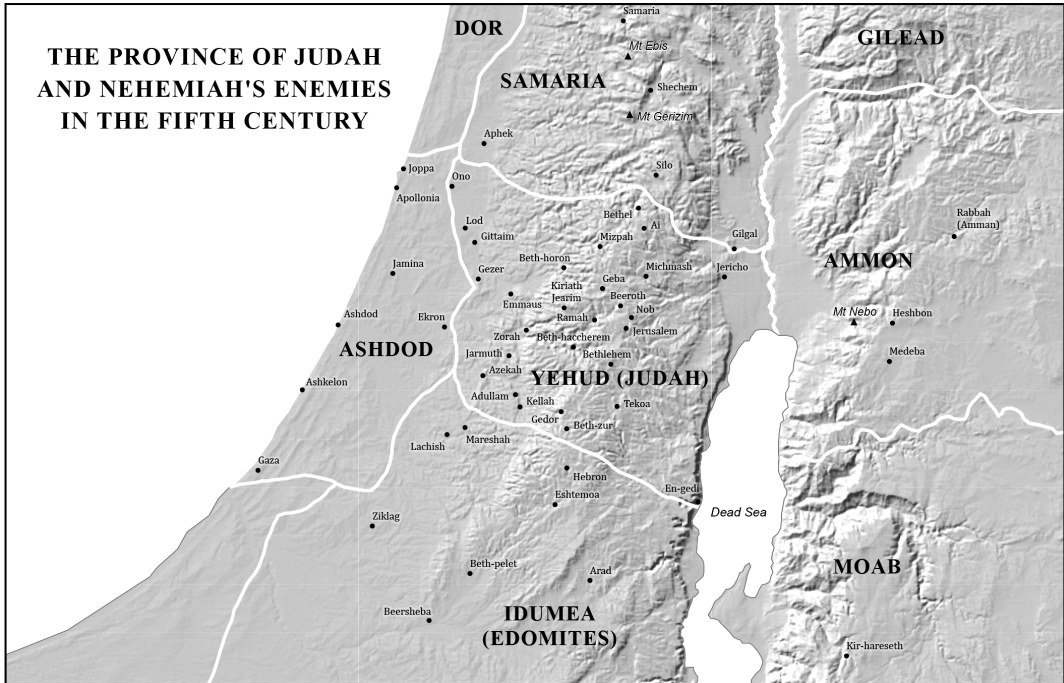 THE PROVINCE OF JUDAH
AND NEHEMIAH'S ENEMIES
IN THE FIFTH CENTURY
DOR
Samaria
Mt Ebis
GILEAD
SAMARIA
Shechem
Mt Gerizim
Aphek
Joppa
Ono
Silo
Apollonia
Bethel
Rabbah
(Amman)
Lod
Ai
Gittaim
Mizpah
Gilgal
Beth-horon
AMMON
Jamina
Gezer
Michmash
Jericho
Kiriath
Jearim
Geba
Emmaus
Beeroth
Mt Nebo
Heshbon
Ashdod
Ekron
Ramah
Nob
Zorah
Beth-haccherem
Jerusalem
ASHDOD
Jarmuth
Bethlehem
Medeba
Azekah
YEHUD (JUDAH)
Ashkelon
Adullam
Kellah
Tekoa
Gedor
Beth-zur
Mareshah
Lachish
Gaza
Hebron
En-gedi
Eshtemoa
Dead Sea
Ziklag
Beth-pelet
Arad
MOAB
Beersheba
IDUMEA
(EDOMITES)
Kir-hareseth